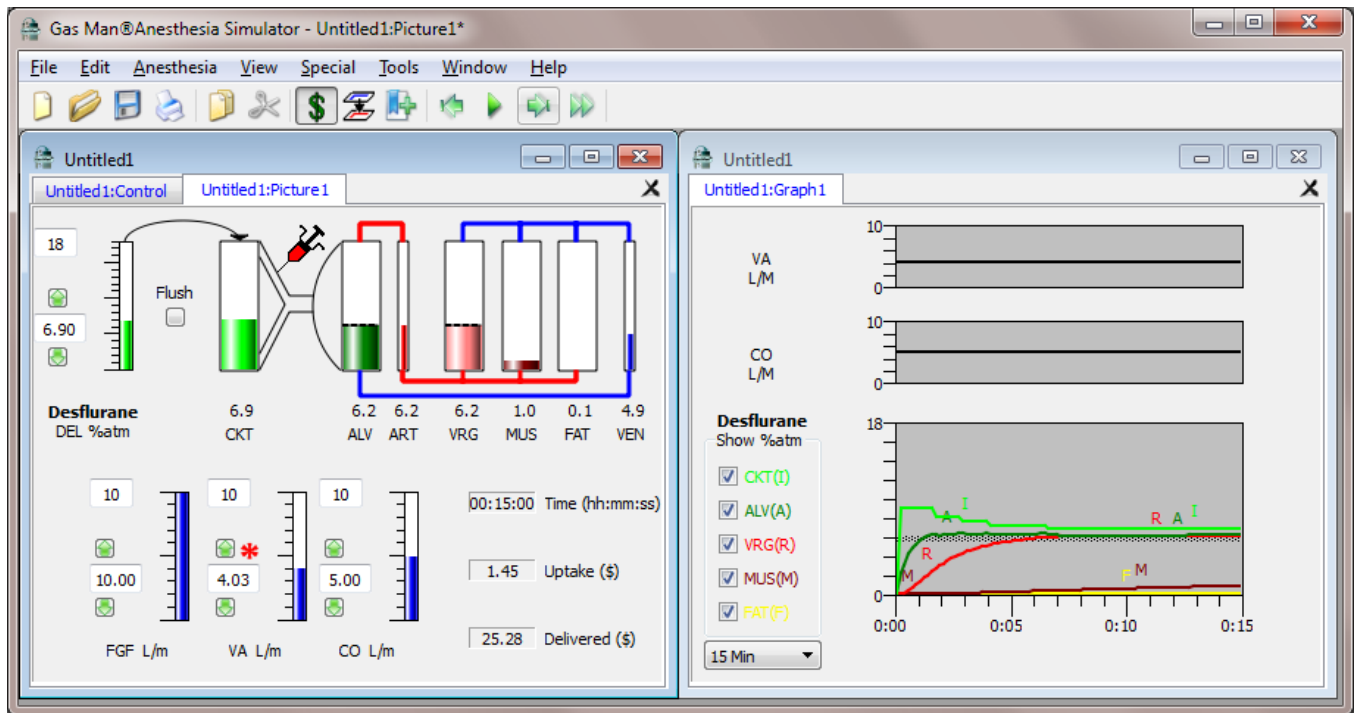 Gas Man®Anesthesia Simulator - Untitled1:Picture1*
File Edit Anesthesia View Special Tools Window Help
$
Untitled1
Untitled1:Control Untitled1:Picture1
18
Flush
6.90
Desflurane
DEL %atm
6.9 6.2 6.2 6.2 1.0 0.1 4.9
CKT ALV ART VRG MUS FAT VEN
10 10 10
00:15:00 Time (hh:mm:ss)
*
10.00 4.03 5.00
1.45 Uptake ($)
25.28 Delivered ($)
FGF L/m VA L/m CO L/m
Untitled1
Untitled1:Graph1
10
VA
L/M
0
10
CO
L/M
0
Desflurane
Show %atm
CKT(I)
ALV(A)
VRG(R)
MUS(M)
FAT(F)
15 Min
18
A I R A I
R
M F M
0
0:00 0:05 0:10 0:15